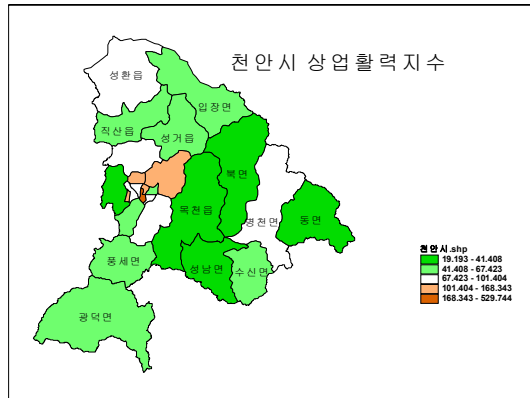 천안시 상업활력지수
성환읍
입장면
직산읍
성거읍
북면
목천읍
병천면
동면
풍세면
성남면
수신면
광덕면
천안시.shp
19.193 - 41.408
41.408 - 67.423
67.423 - 101.404
101.404 - 168.343
168.343 - 529.744